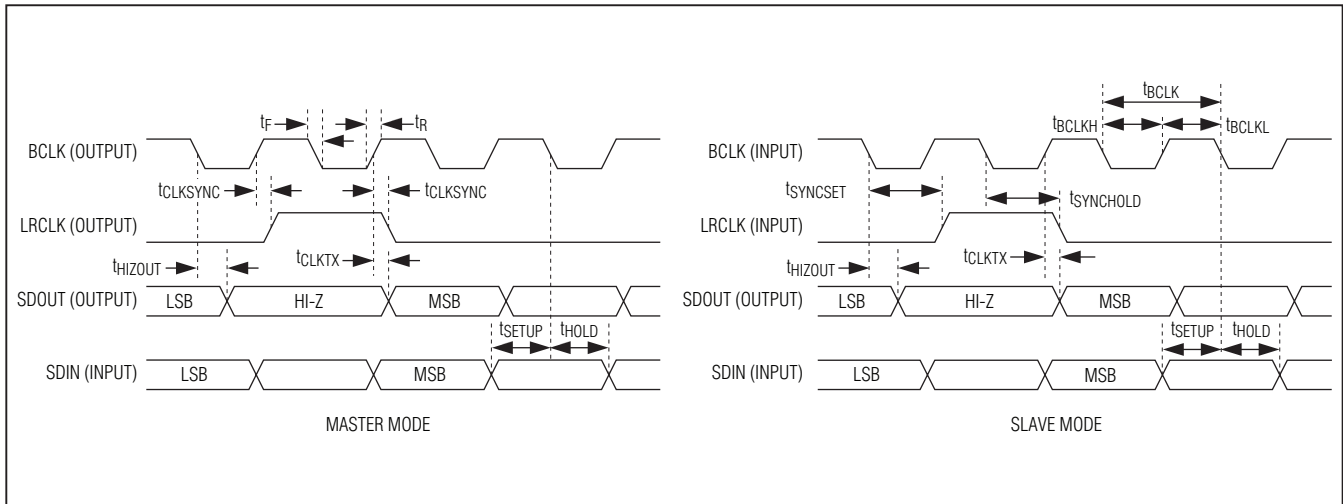 tF
tR
BCLK (OUTPUT)
tCLKSYNC
tCLKSYNC
LRCLK (OUTPUT)
tHIZOUT
tCLKTX
SDOUT (OUTPUT)
LSB
HI-Z
MSB
tSETUP
tHOLD
SDIN (INPUT)
LSB
MSB
MASTER MODE
tBCLK
tBCLKH
tBCLKL
BCLK (INPUT)
tSYNCSET
tSYNCHOLD
LRCLK (INPUT)
tHIZOUT
tCLKTX
SDOUT (OUTPUT)
LSB
HI-Z
MSB
tSETUP
tHOLD
SDIN (INPUT)
LSB
MSB
SLAVE MODE